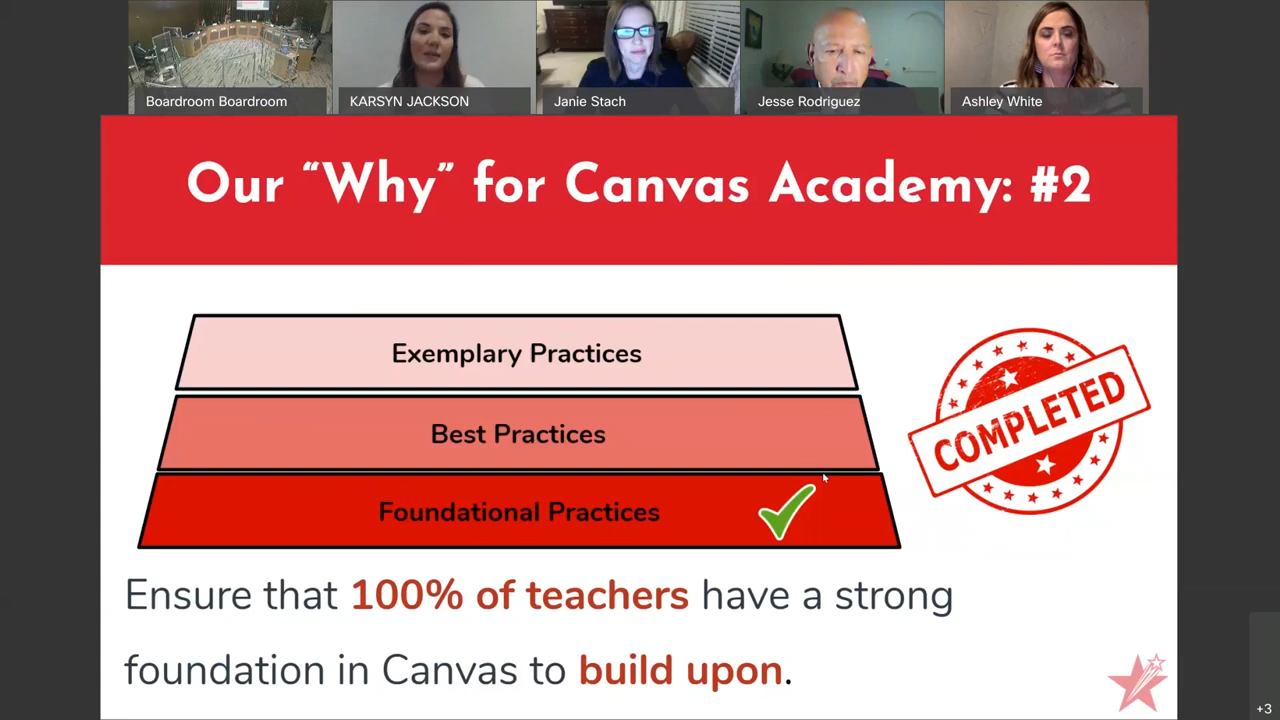 Boardroom Boardroom
KARSYN JACKSON
Janie Stach
Jesse Rodriguez
Ashley White
Our “Why” for Canvas Academy: #2
Exemplary Practices
Best Practices
Foundational Practices
COMPLETED
Ensure that 100% of teachers have a strong
foundation in Canvas to build upon.
+3